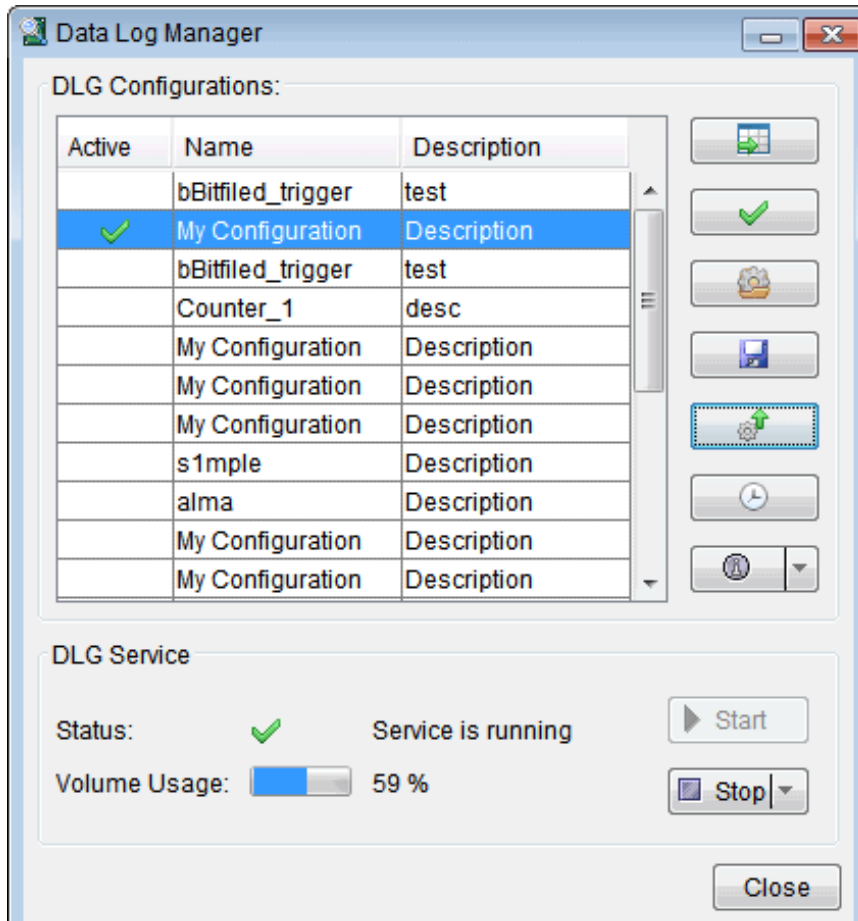 Data Log Manager
DLG Configurations:
Active Name Description
bBitfiled_trigger test
My Configuration Description
bBitfiled_trigger test
Counter_1 desc
My Configuration Description
My Configuration Description
My Configuration Description
s1mple Description
alma Description
My Configuration Description
My Configuration Description
DLG Service
Status: Service is running Start
Volume Usage: 59 % Stop
Close